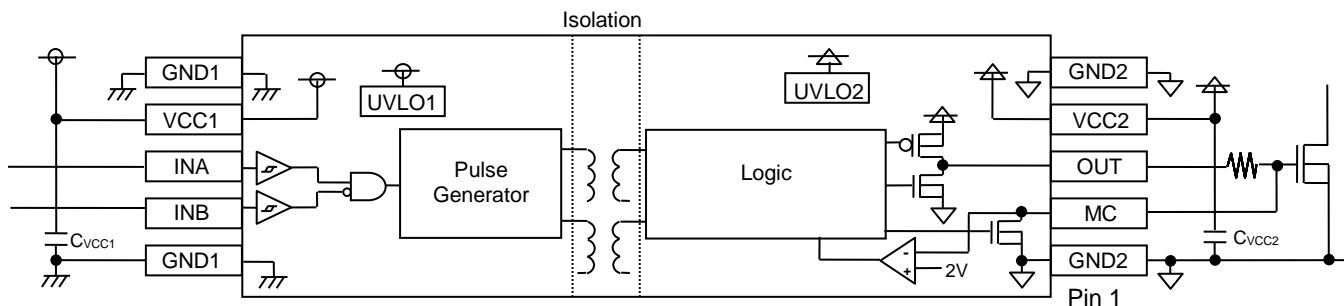 Isolation
GND1
UVLO1
UVLO2
GND2
VCC1
VCC2
INA
Pulse
Generator
Logic
OUT
INB
MC
CVCC1
GND1
-
+
2V
GND2
CVCC2
Pin 1